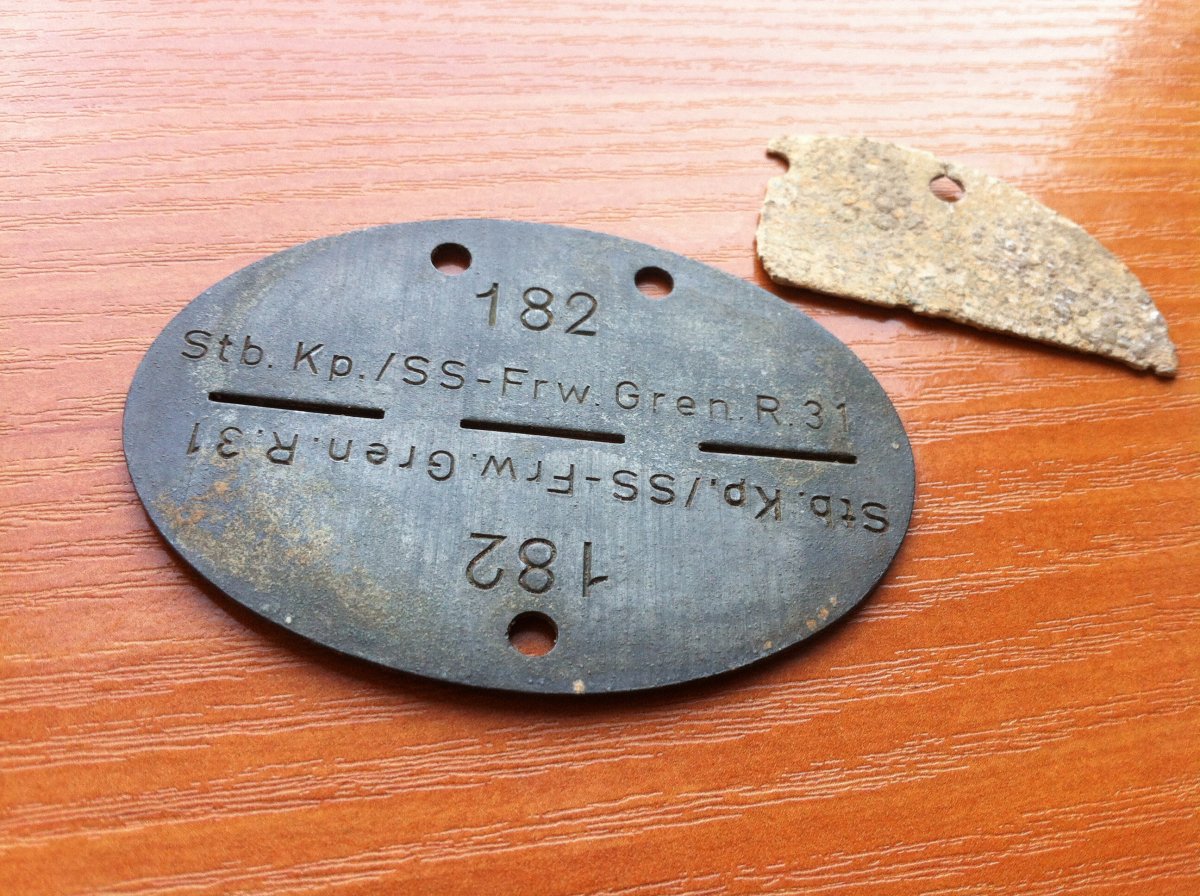 182
Stb. Kp./SS-Frw. Gren. R. 31
Stb. Kp./SS-Frw. Gren. R. 31
182